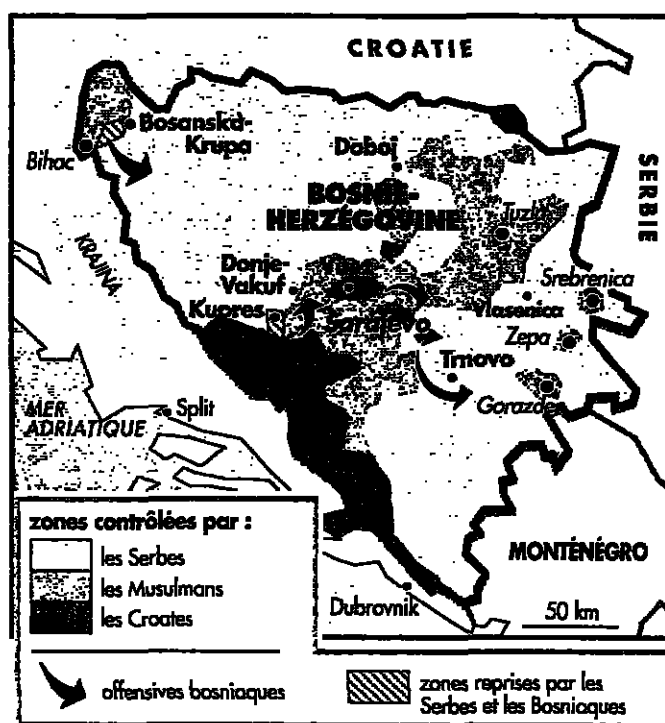 CROATIE
Bosanska-
Krupa
Bihac
Doboj
SERBIE
BOSNIE-
HERZÉGOVINE
Tuzla
KRAJINA
Donje-
Vakuf
Kupres
Srebrenica
Vlasenica
Sarajevo
Zepa
Trnovo
Gorazde
MER
ADRIATIQUE
Split
MONTÉNÉGRO
Dubrovnik
50 km
zones contrôlées par :
les Serbes
les Musulmans
les Croates
offensives bosniaques
zones reprises par les
Serbes et les Bosniaques